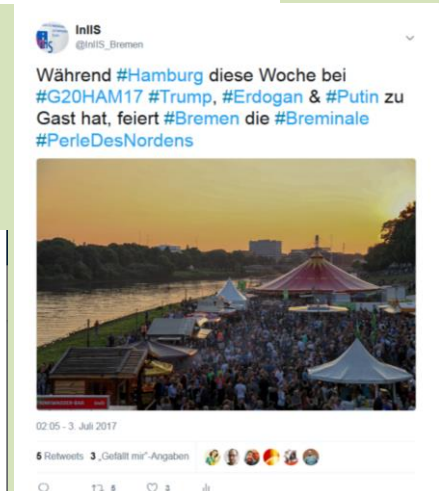 InIIS
@InIIS_Bremen
Während #Hamburg diese Woche bei
#G20HAM17 #Trump, #Erdogan & #Putin zu
Gast hat, feiert #Bremen die #Breminale
#PerleDesNordens
02:05 - 3. Juli 2017
5 Retweets 3 „Gefällt mir"-Angaben
5 3